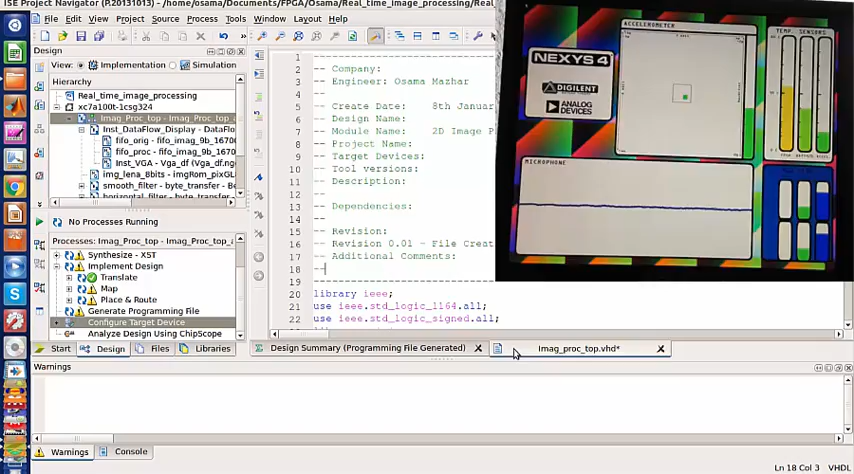 ISE Project Navigator (P.20131013) - /home/osama/Documents/FPGA/Osama/Real_time_image_processing/Real_
File Edit View Project Source Process Tools Window Layout Help
Design
View: Implementation Simulation
Hierarchy
Real_time_image_processing
xc7a100t-1csg324
Imag_Proc_top - Imag_Proc_top_a
Inst_DataFlow_Display - DataFlo
fifo_orig - fifo_imag_9b_1670
fifo_proc - fifo_imag_9b_1670
Inst_VGA - Vga_df (Vga_df.ng
img_lena_8bits - imgRom_pixGL
smooth_filter - byte_transfer - B
No Processes Running
Processes: Imag_Proc_top - Imag_Proc_top_a
Synthesize - XST
Implement Design
Translate
Map
Place & Route
Generate Programming File
Configure Target Device
Analyze Design Using ChipScope
Start Design Files Libraries
1
2 -- Company:
3 -- Engineer: Osama Mazhar
4 --
5 -- Create Date: 8th Januar
6 -- Design Name:
7 -- Module Name: 2D Image P
8 -- Project Name:
9 -- Target Devices:
10 -- Tool versions:
11 -- Description:
12 --
13 -- Dependencies:
14 --
15 -- Revision:
16 -- Revision 0.01 - File Creat
17 -- Additional Comments:
18 --
19
20 library ieee;
21 use ieee.std_logic_1164.all;
22 use ieee.std_logic_signed.all;
Design Summary (Programming File Generated) Imag_proc_top.vhd*
NEXYS 4
DIGILENT
ANALOG DEVICES
ACCELEROMETER
TEMP. SENSORS
MICROPHONE
Warnings
Warnings Console
Ln 18 Col 3 VHDL